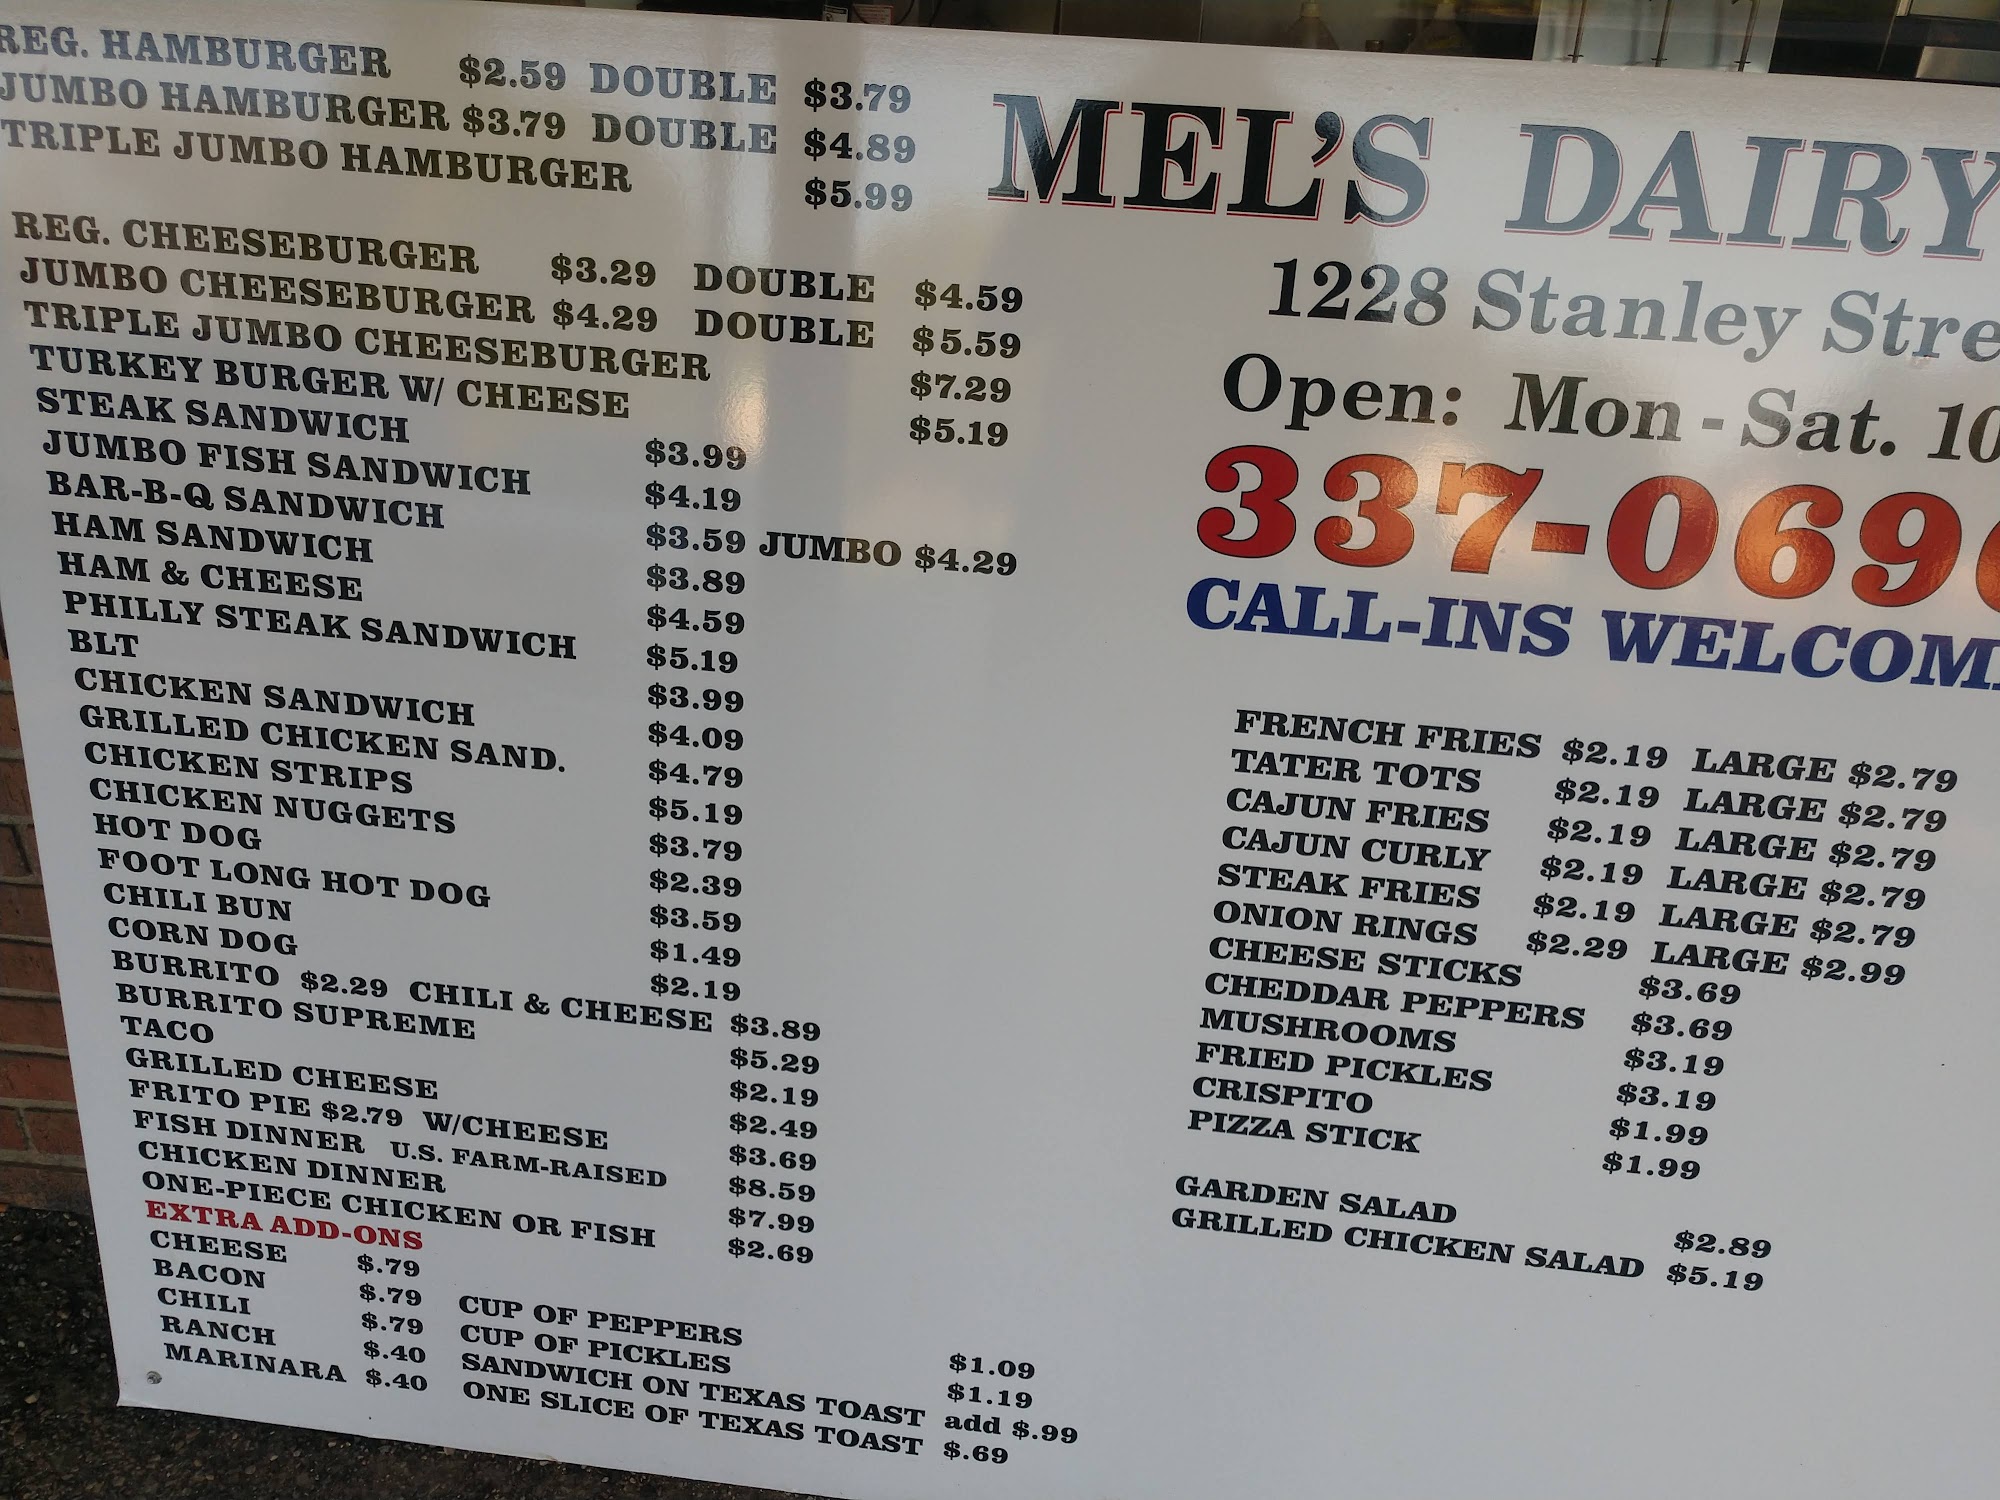 REG. HAMBURGER $2.59 DOUBLE $3.79
JUMBO HAMBURGER $3.79 DOUBLE $4.89
TRIPLE JUMBO HAMBURGER $5.99
REG. CHEESEBURGER $3.29 DOUBLE $4.59
JUMBO CHEESEBURGER $4.29 DOUBLE $5.59
TRIPLE JUMBO CHEESEBURGER $7.29
TURKEY BURGER W/ CHEESE $5.19
STEAK SANDWICH $3.99
JUMBO FISH SANDWICH $4.19
BAR-B-Q SANDWICH $3.59 JUMBO $4.29
HAM SANDWICH $3.89
HAM & CHEESE $4.59
PHILLY STEAK SANDWICH $5.19
BLT $3.99
CHICKEN SANDWICH $4.09
GRILLED CHICKEN SAND. $4.79
CHICKEN STRIPS $5.19
CHICKEN NUGGETS $3.79
HOT DOG $2.39
FOOT LONG HOT DOG $3.59
CHILI BUN $1.49
CORN DOG $2.19
BURRITO $2.29 CHILI & CHEESE $3.89
BURRITO SUPREME $5.29
TACO $2.19
GRILLED CHEESE $2.49
FRITO PIE $2.79 W/CHEESE $3.69
FISH DINNER U.S. FARM-RAISED $8.59
CHICKEN DINNER $7.99
ONE-PIECE CHICKEN OR FISH $2.69
EXTRA ADD-ONS
CHEESE $.79
BACON $.79
CHILI $.79
RANCH $.40
MARINARA $.40
CUP OF PEPPERS $1.09
CUP OF PICKLES $1.19
SANDWICH ON TEXAS TOAST add $.99
ONE SLICE OF TEXAS TOAST $.69
MEL'S DAIRY
1228 Stanley Stre
Open: Mon - Sat. 10
337-069
CALL-INS WELCOM
FRENCH FRIES $2.19 LARGE $2.79
TATER TOTS $2.19 LARGE $2.79
CAJUN FRIES $2.19 LARGE $2.79
CAJUN CURLY $2.19 LARGE $2.79
STEAK FRIES $2.19 LARGE $2.79
ONION RINGS $2.29 LARGE $2.99
CHEESE STICKS $3.69
CHEDDAR PEPPERS $3.69
MUSHROOMS $3.19
FRIED PICKLES $3.19
CRISPITO $1.99
PIZZA STICK $1.99
GARDEN SALAD $2.89
GRILLED CHICKEN SALAD $5.19